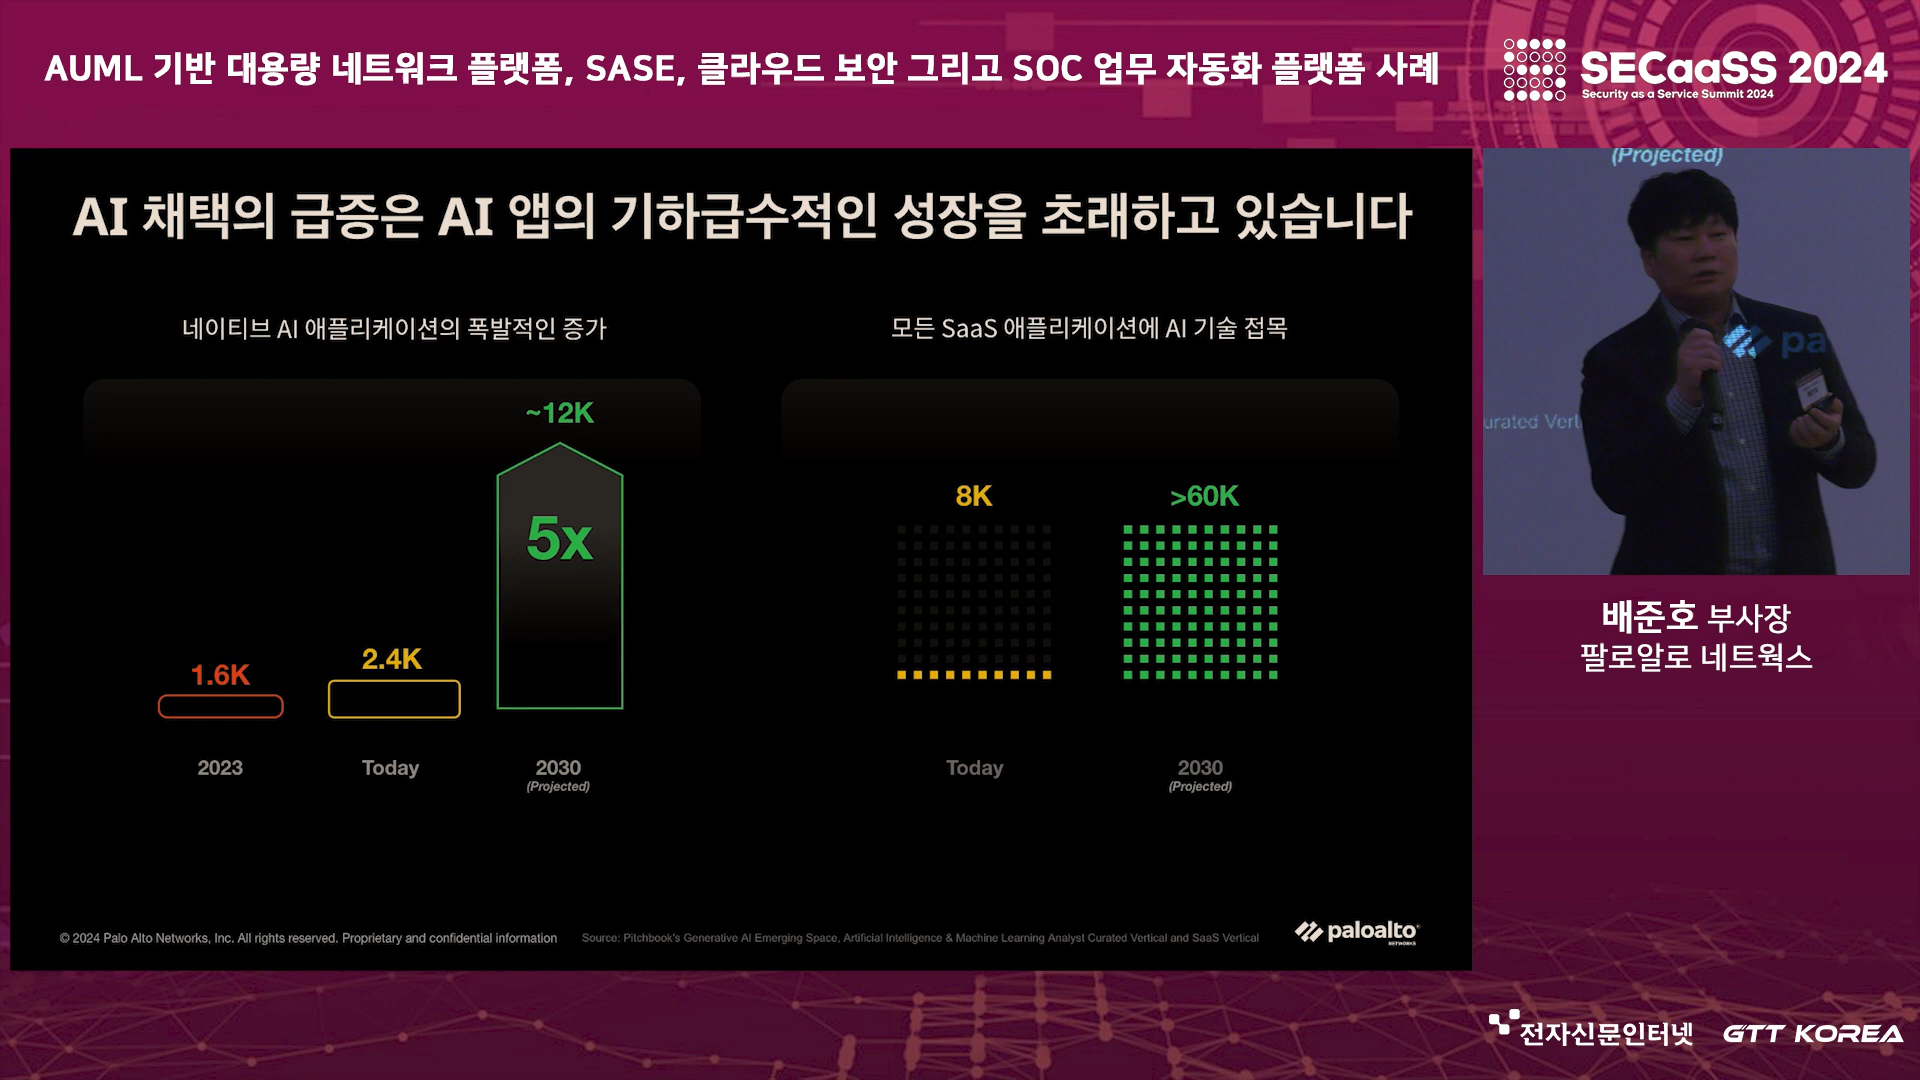 AUML 기반 대용량 네트워크 플랫폼, SASE, 클라우드 보안 그리고 SOC 업무 자동화 플랫폼 사례
SECaaSS 2024
Security as a Service Summit 2024
AI 채택의 급증은 AI 앱의 기하급수적인 성장을 초래하고 있습니다
네이티브 AI 애플리케이션의 폭발적인 증가
~12K
5x
1.6K
2.4K
2023
Today
2030
(Projected)
모든 SaaS 애플리케이션에 AI 기술 접목
8K
>60K
Today
2030
(Projected)
© 2024 Palo Alto Networks, Inc. All rights reserved. Proprietary and confidential information
Source: Pitchbook's Generative AI Emerging Space, Artificial Intelligence & Machine Learning Analyst Curated Vertical and SaaS Vertical
paloalto
NETWORKS
(Projected)
pa
urated Vert
배준호 부사장
팔로알로 네트웍스
전자신문인터넷
GTT KOREA